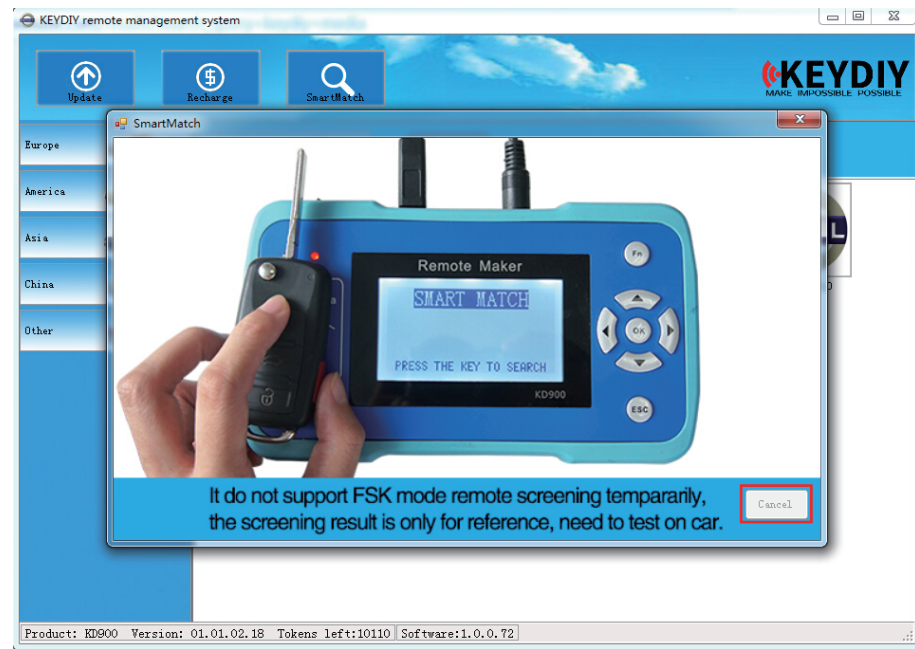 KEYDIY remote management system
Update
Recharge
SmartMatch
KEYDIY
MAKE IMPOSSIBLE POSSIBLE
SmartMatch
Europe
America
Asia
China
Other
Remote Maker
SMART MATCH
PRESS THE KEY TO SEARCH
KD900
Fn
OK
ESC
It do not support FSK mode remote screening tempararily,
the screening result is only for reference, need to test on car.
Cancel
Product: KD900 Version: 01.01.02.18 Tokens left:10110 Software:1.0.0.72